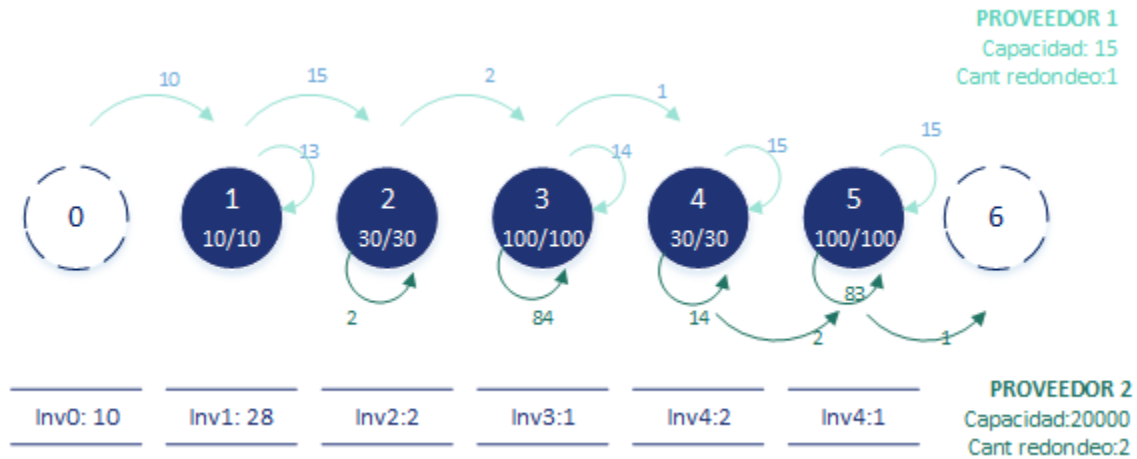 PROVEEDOR 1
Capacidad: 15
Cant redondeo:1
10
15
2
1
13
14
15
15
0
1
10/10
2
30/30
3
100/100
4
30/30
5
100/100
6
2
84
14
2
83
1
Inv0: 10
Inv1: 28
Inv2:2
Inv3:1
Inv4:2
Inv4:1
PROVEEDOR 2
Capacidad:20000
Cant redondeo:2